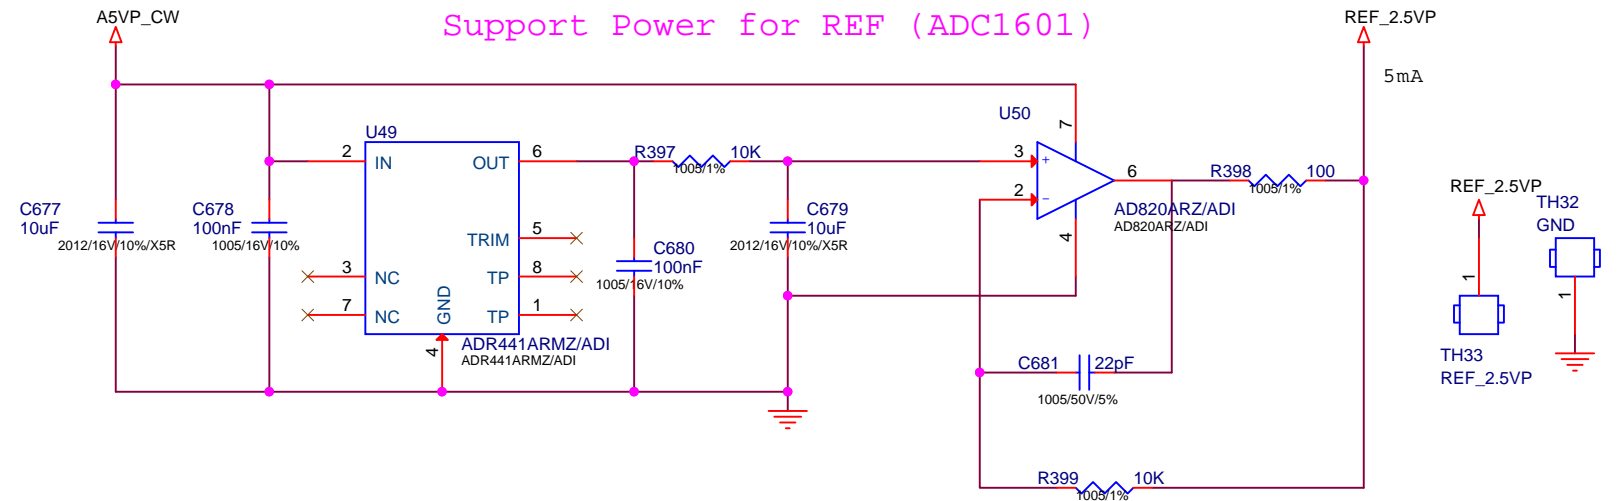 A5VP_CW
Support Power for REF (ADC1601)
REF_2.5VP
5mA
U49
2
IN
OUT
6
R397
10K
1005/1%
U50
7
3
+
2
−
6
4
AD820ARZ/ADI
AD820ARZ/ADI
R398
100
1005/1%
C677
10uF
2012/16V/10%/X5R
C678
100nF
1005/16V/10%
TRIM
5
3
NC
TP
8
7
NC
TP
1
GND
4
ADR441ARMZ/ADI
ADR441ARMZ/ADI
C680
100nF
1005/16V/10%
C679
10uF
2012/16V/10%/X5R
C681
22pF
1005/50V/5%
R399
10K
1005/1%
REF_2.5VP
1
TH33
REF_2.5VP
TH32
GND
1